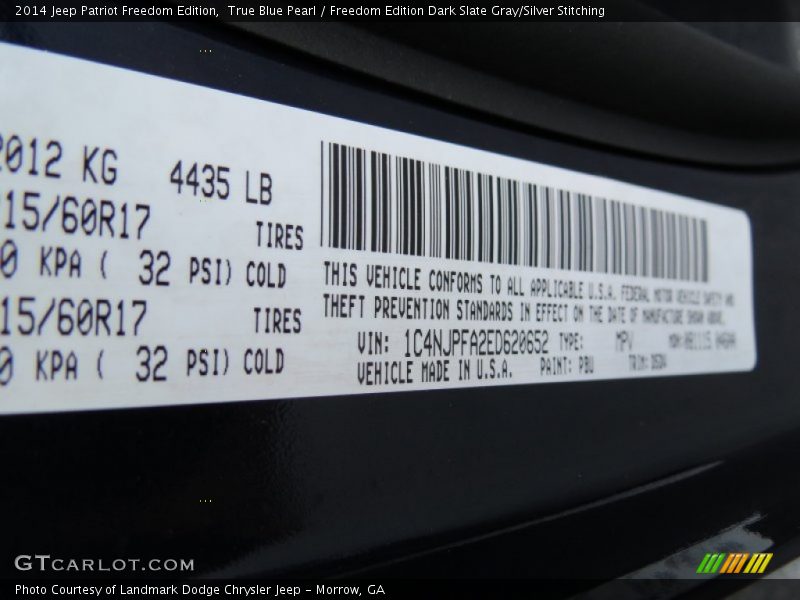 2014 Jeep Patriot Freedom Edition,  True Blue Pearl / Freedom Edition Dark Slate Gray/Silver Stitching
2012 KG 4435 LB
15/60R17 TIRES
0 KPA ( 32 PSI) COLD
15/60R17 TIRES
0 KPA ( 32 PSI) COLD
THIS VEHICLE CONFORMS TO ALL APPLICABLE U.S.A. FEDERAL MOTOR VEHICLE SAFETY AND
THEFT PREVENTION STANDARDS IN EFFECT ON THE DATE OF MANUFACTURE SHOWN ABOVE.
VIN: 1C4NJPFA2ED620652 TYPE: MPV
VEHICLE MADE IN U.S.A. PAINT: PBU TRIM:
GTCARLOT.COM
Photo Courtesy of Landmark Dodge Chrysler Jeep – Morrow, GA